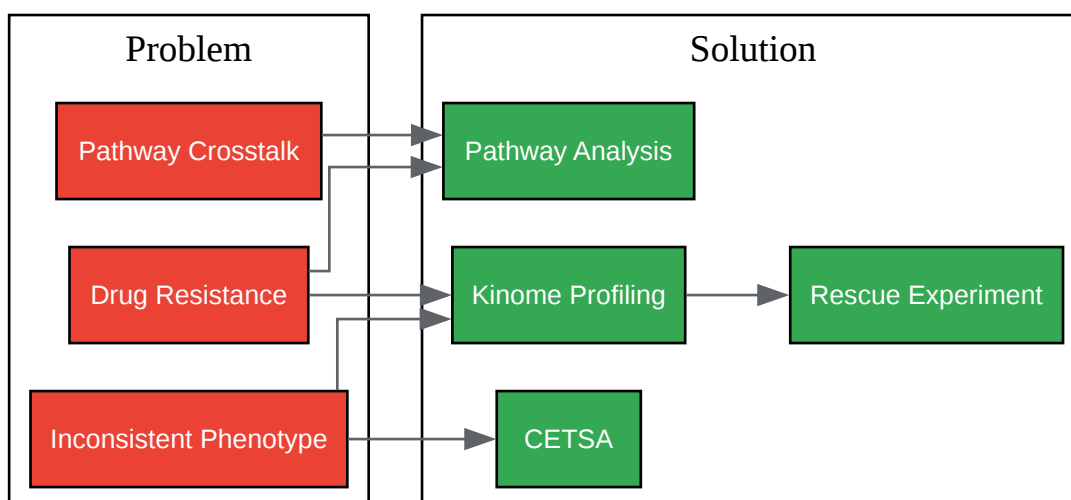 Problem
Solution
Pathway Crosstalk
Pathway Analysis
Drug Resistance
Kinome Profiling
Rescue Experiment
Inconsistent Phenotype
CETSA